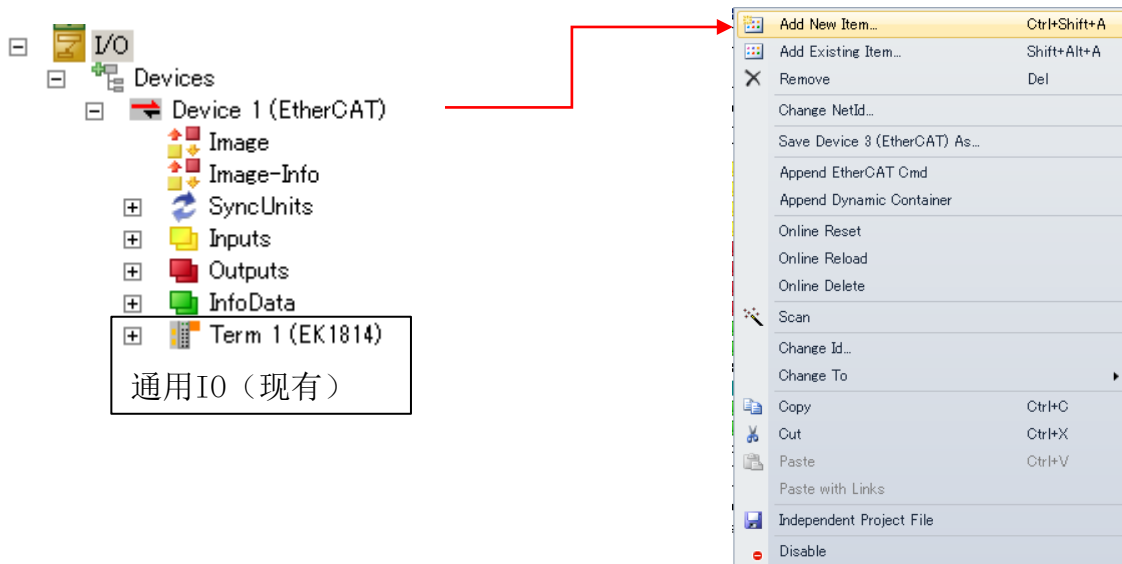 I/O
Devices
Device 1 (EtherCAT)
Image
Image-Info
SyncUnits
Inputs
Outputs
InfoData
Term 1 (EK1814)
通用IO（现有）
Add New Item... Ctrl+Shift+A
Add Existing Item... Shift+Alt+A
Remove Del
Change NetId...
Save Device 3 (EtherCAT) As...
Append EtherCAT Cmd
Append Dynamic Container
Online Reset
Online Reload
Online Delete
Scan
Change Id...
Change To
Copy Ctrl+C
Cut Ctrl+X
Paste Ctrl+V
Paste with Links
Independent Project File
Disable